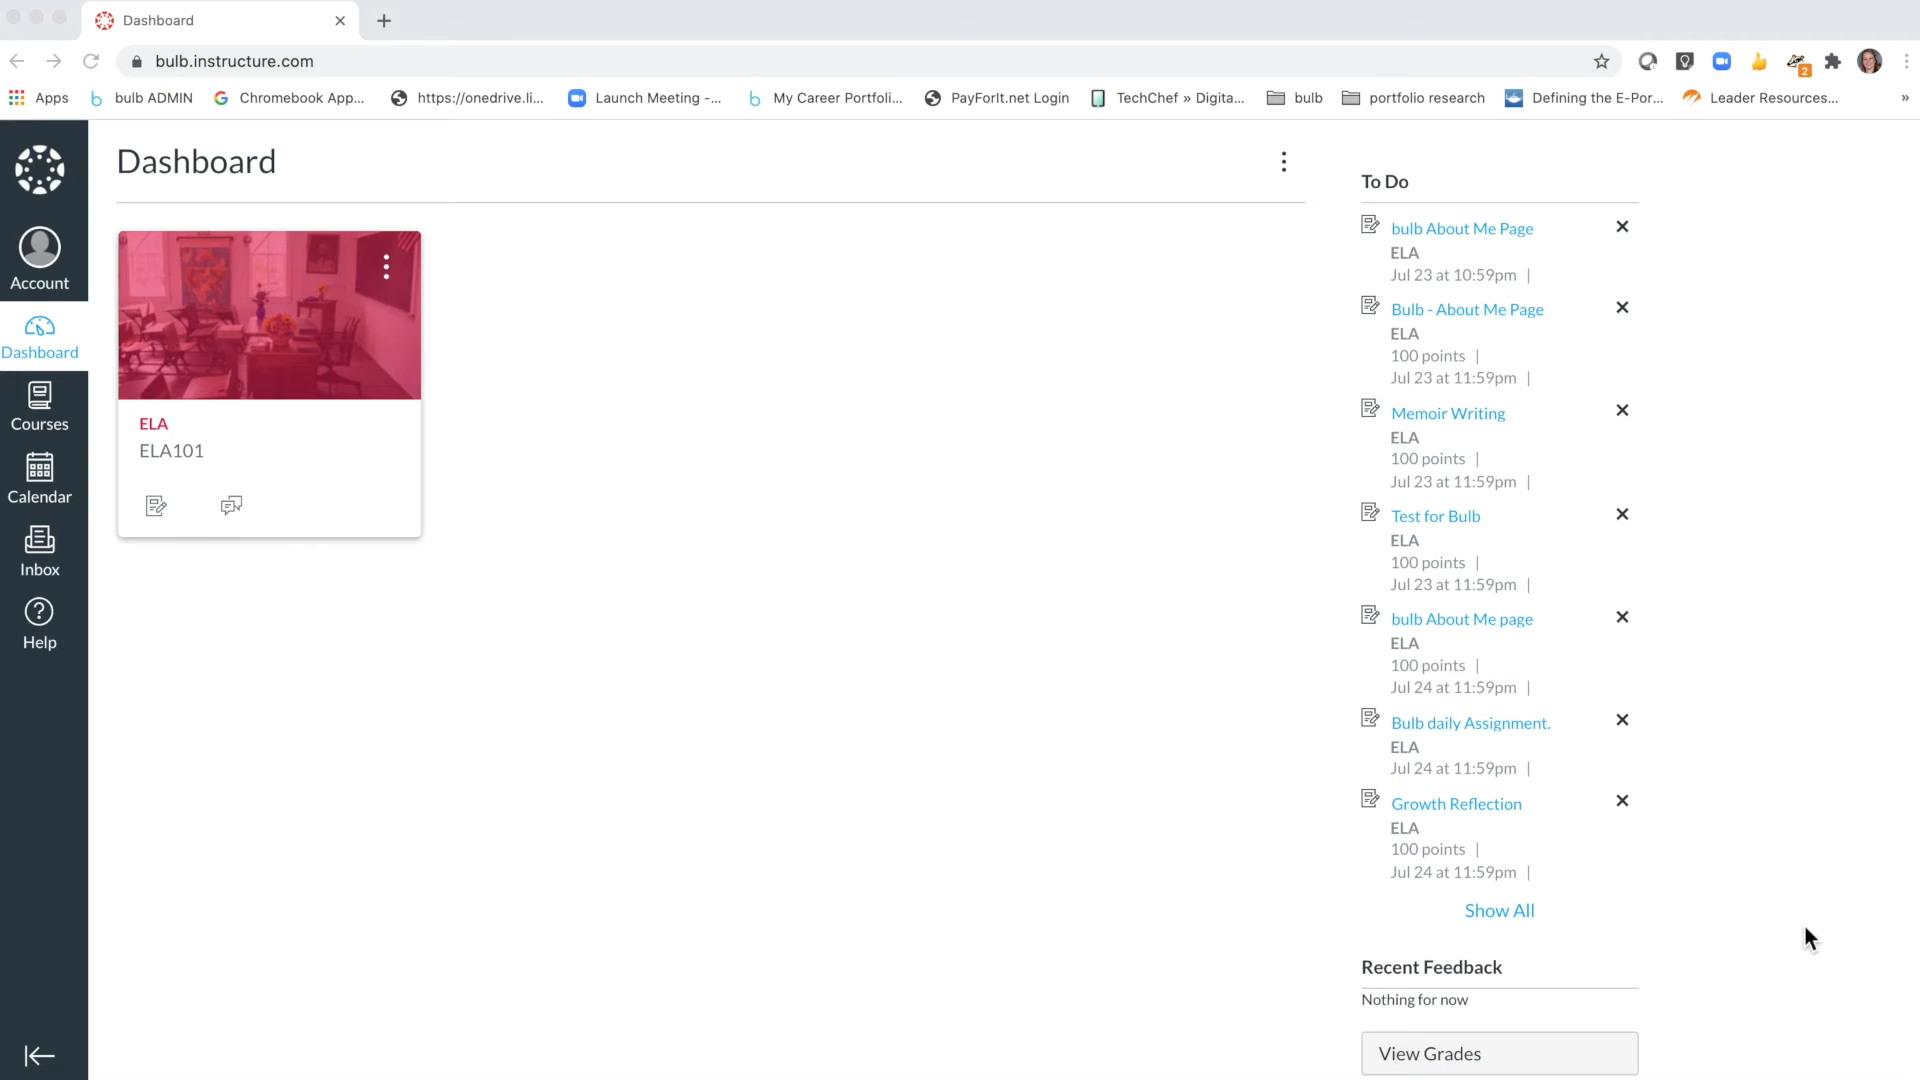 Dashboard
bulb.instructure.com
2
Apps
bulb ADMIN
Chromebook App...
https://onedrive.li...
Launch Meeting -...
My Career Portfoli...
PayForIt.net Login
TechChef » Digita...
bulb
portfolio research
Defining the E-Por...
Leader Resources...
»
Account
Dashboard
Courses
Calendar
Inbox
Help
Dashboard
ELA
ELA101
To Do
bulb About Me Page
ELA
Jul 23 at 10:59pm |
Bulb - About Me Page
ELA
100 points |
Jul 23 at 11:59pm |
Memoir Writing
ELA
100 points |
Jul 23 at 11:59pm |
Test for Bulb
ELA
100 points |
Jul 23 at 11:59pm |
bulb About Me page
ELA
100 points |
Jul 24 at 11:59pm |
Bulb daily Assignment.
ELA
Jul 24 at 11:59pm |
Growth Reflection
ELA
100 points |
Jul 24 at 11:59pm |
Show All
Recent Feedback
Nothing for now
View Grades